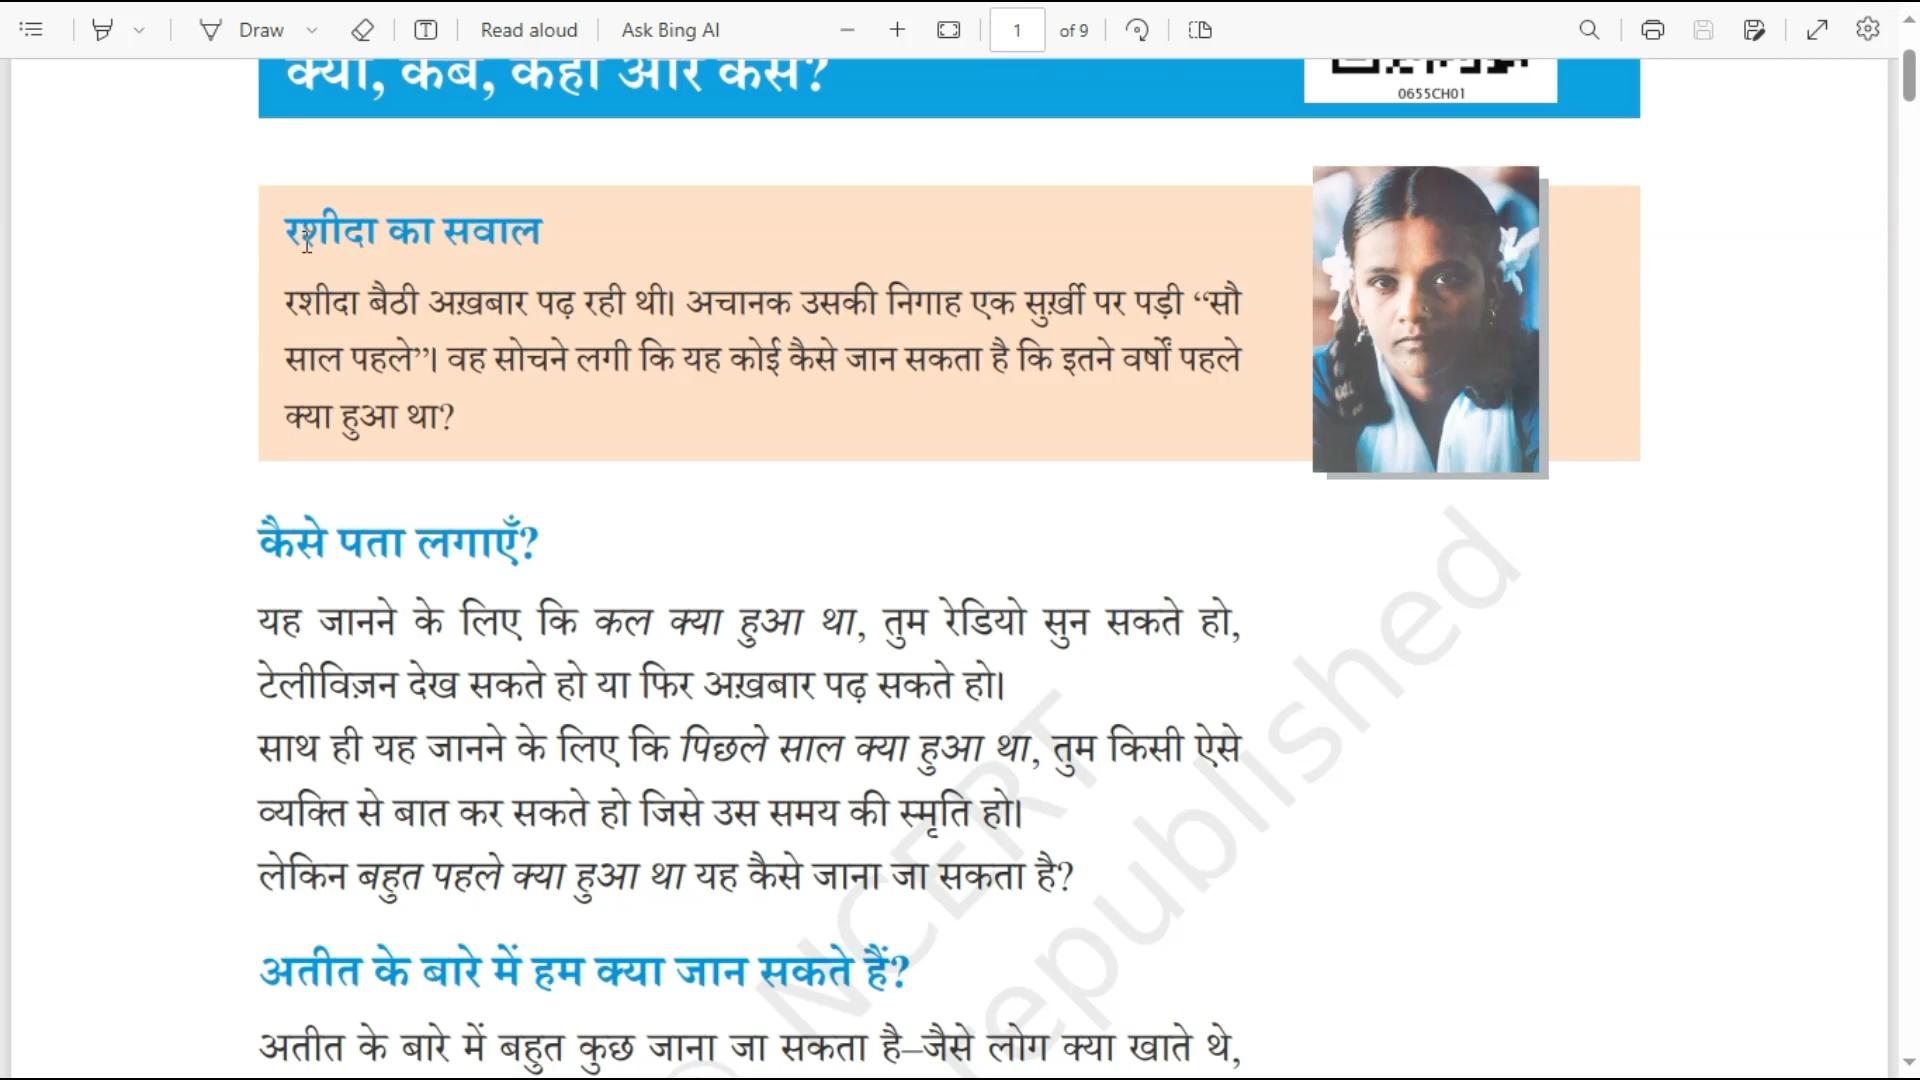 Draw
Read aloud
Ask Bing AI
1
of 9
क्या, कब, कहाँ और कैसे?
0655CH01
रशीदा का सवाल
रशीदा बैठी अख़बार पढ़ रही थी। अचानक उसकी निगाह एक सुर्ख़ी पर पड़ी “सौ
साल पहले”। वह सोचने लगी कि यह कोई कैसे जान सकता है कि इतने वर्षों पहले
क्या हुआ था?
कैसे पता लगाएँ?
यह जानने के लिए कि कल क्या हुआ था, तुम रेडियो सुन सकते हो,
टेलीविज़न देख सकते हो या फिर अख़बार पढ़ सकते हो।
साथ ही यह जानने के लिए कि पिछले साल क्या हुआ था, तुम किसी ऐसे
व्यक्ति से बात कर सकते हो जिसे उस समय की स्मृति हो।
लेकिन बहुत पहले क्या हुआ था यह कैसे जाना जा सकता है?
अतीत के बारे में हम क्या जान सकते हैं?
अतीत के बारे में बहुत कुछ जाना जा सकता है–जैसे लोग क्या खाते थे,
NCERT
republished